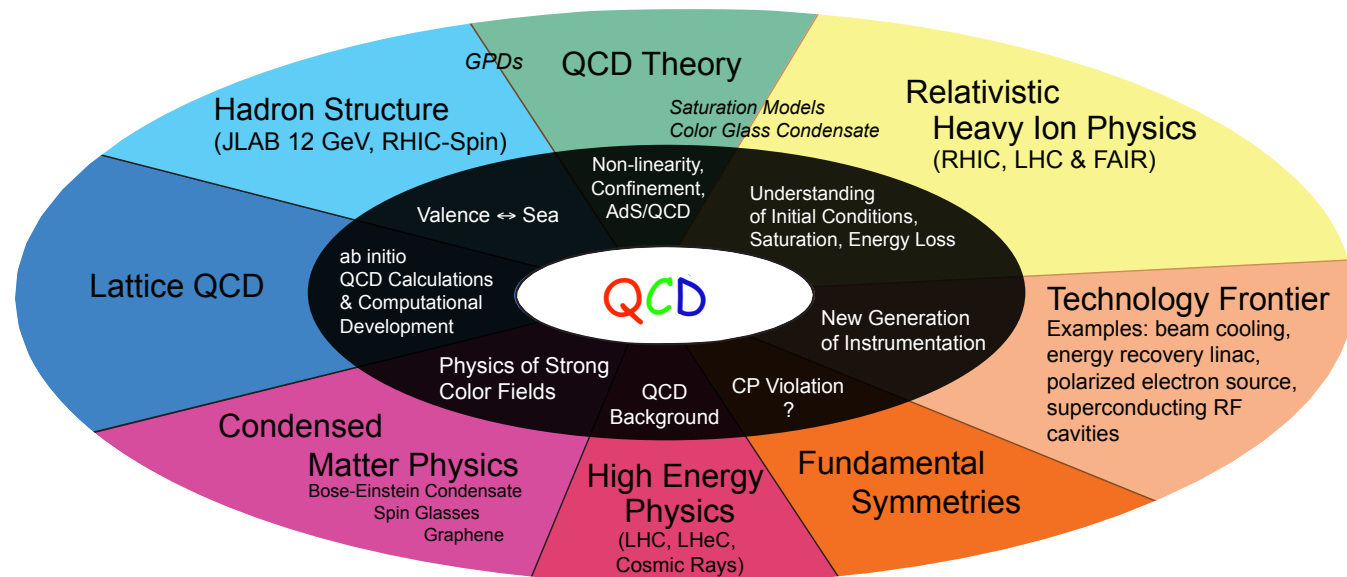 GPDs
QCD Theory
Saturation Models
Color Glass Condensate
Hadron Structure
(JLAB 12 GeV, RHIC-Spin)
Relativistic
Heavy Ion Physics
(RHIC, LHC & FAIR)
Non-linearity,
Confinement,
AdS/QCD
Valence ↔ Sea
Understanding
of Initial Conditions,
Saturation, Energy Loss
Lattice QCD
ab initio
QCD Calculations
& Computational
Development
QCD
New Generation
of Instrumentation
Technology Frontier
Examples: beam cooling,
energy recovery linac,
polarized electron source,
superconducting RF
cavities
Physics of Strong
Color Fields
QCD
Background
CP Violation
?
Condensed
Matter Physics
Bose-Einstein Condensate
Spin Glasses
Graphene
High Energy
Physics
(LHC, LHeC,
Cosmic Rays)
Fundamental
Symmetries